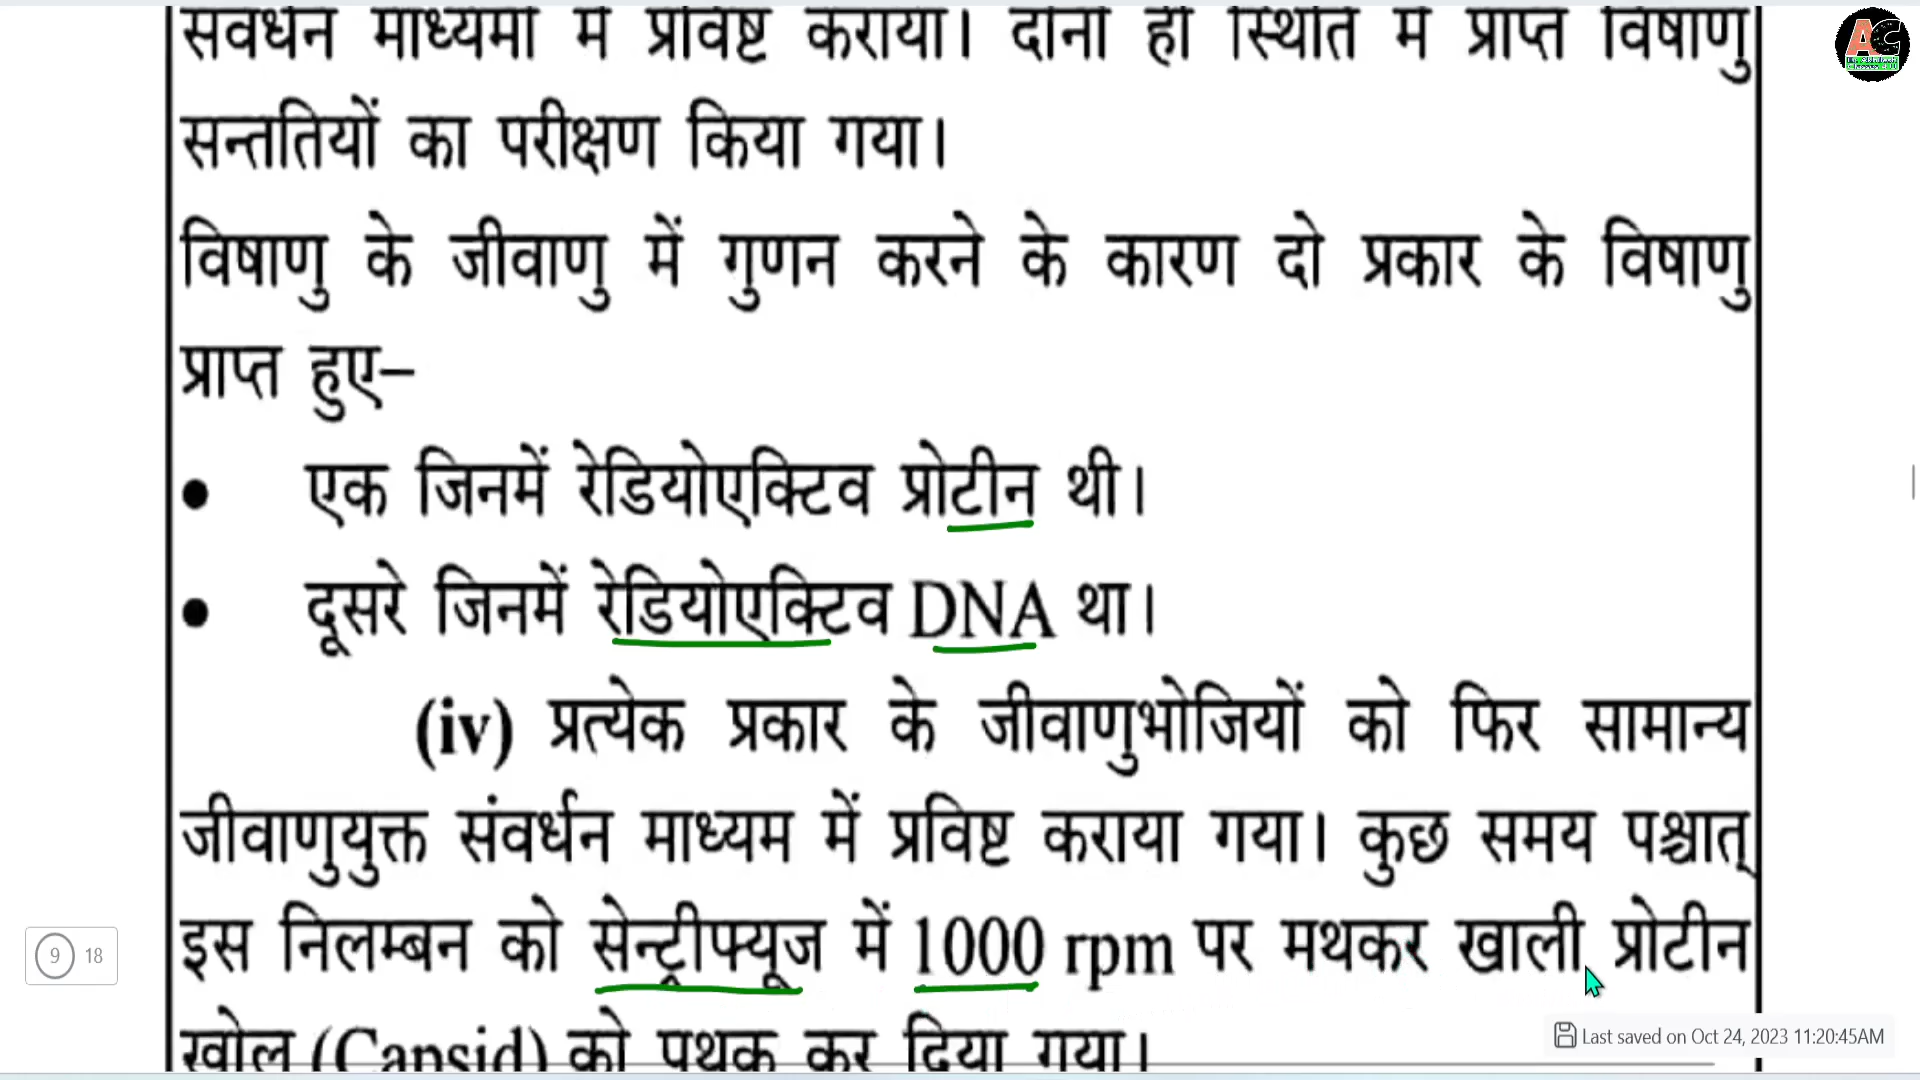 संवर्धन माध्यमों में प्रविष्ट कराया। दोनों ही स्थिति में प्राप्त विषाणु
सन्ततियों का परीक्षण किया गया।
विषाणु के जीवाणु में गुणन करने के कारण दो प्रकार के विषाणु
प्राप्त हुए–
● एक जिनमें रेडियोएक्टिव प्रोटीन थी।
● दूसरे जिनमें रेडियोएक्टिव DNA था।
(iv) प्रत्येक प्रकार के जीवाणुभोजियों को फिर सामान्य
जीवाणुयुक्त संवर्धन माध्यम में प्रविष्ट कराया गया। कुछ समय पश्चात्
इस निलम्बन को सेन्ट्रीफ्यूज में 1000 rpm पर मथकर खाली प्रोटीन
खोल (Capsid) को पृथक कर दिया गया।
9 18
Last saved on Oct 24, 2023 11:20:45AM
AC